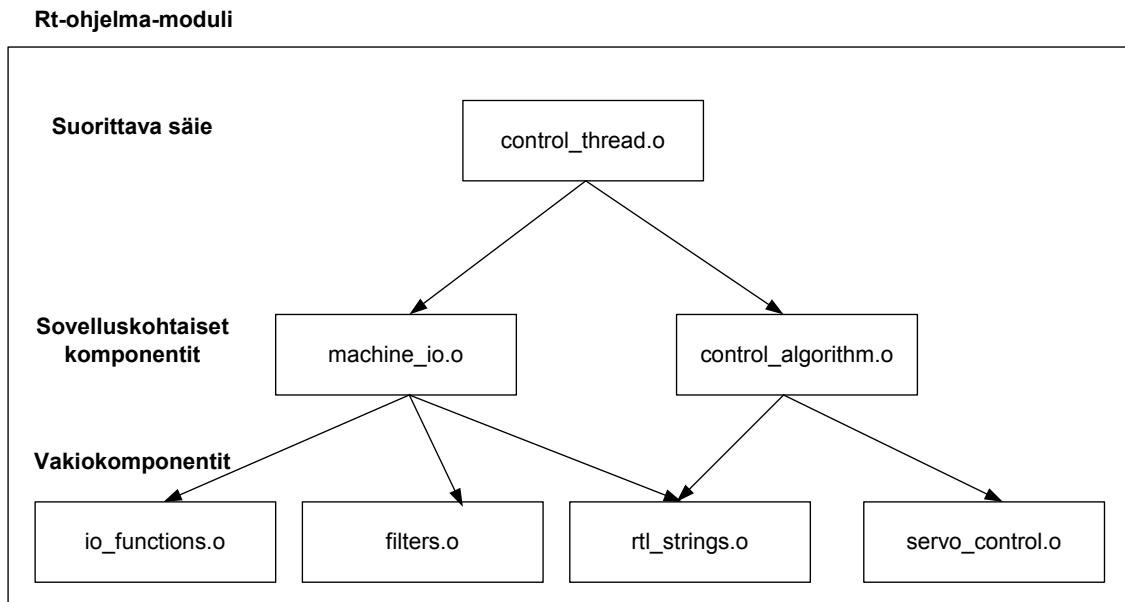 Rt-ohjelma-moduli
Suorittava säie
control_thread.o
Sovelluskohtaiset
komponentit
machine_io.o
control_algorithm.o
Vakiokomponentit
io_functions.o
filters.o
rtl_strings.o
servo_control.o